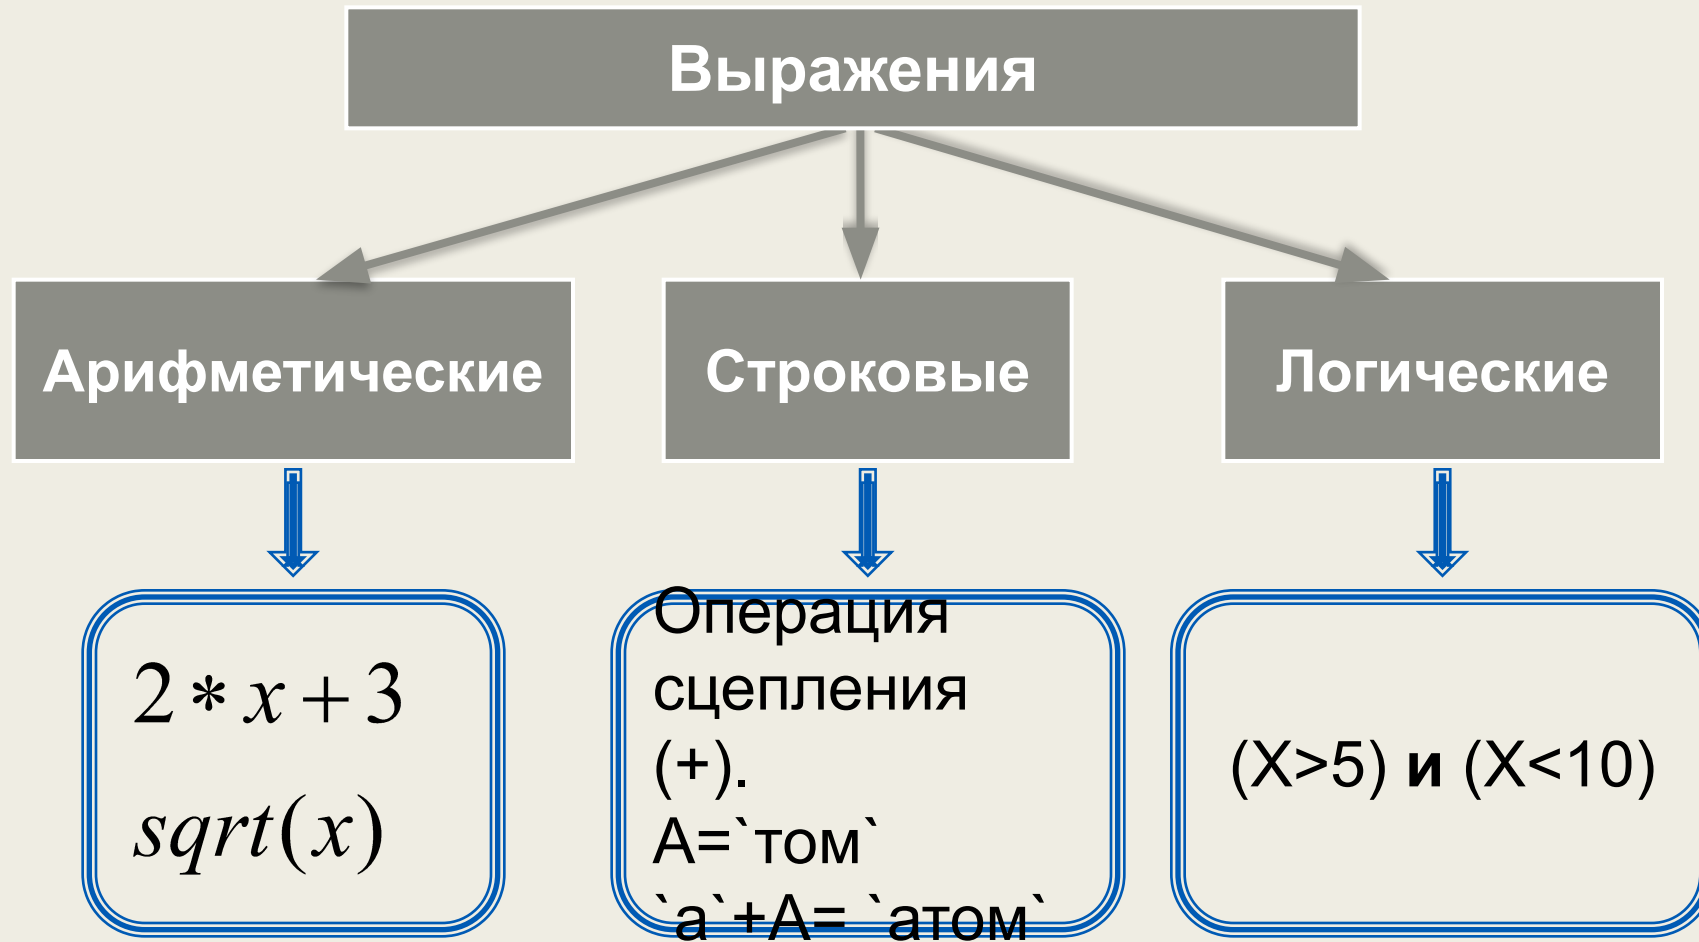 Выражения
Арифметические
Строковые
Логические
2 * x + 3
sqrt(x)
Операция
сцепления
(+).
А=`том`
`а`+А= `атом`
(X>5) и (X<10)